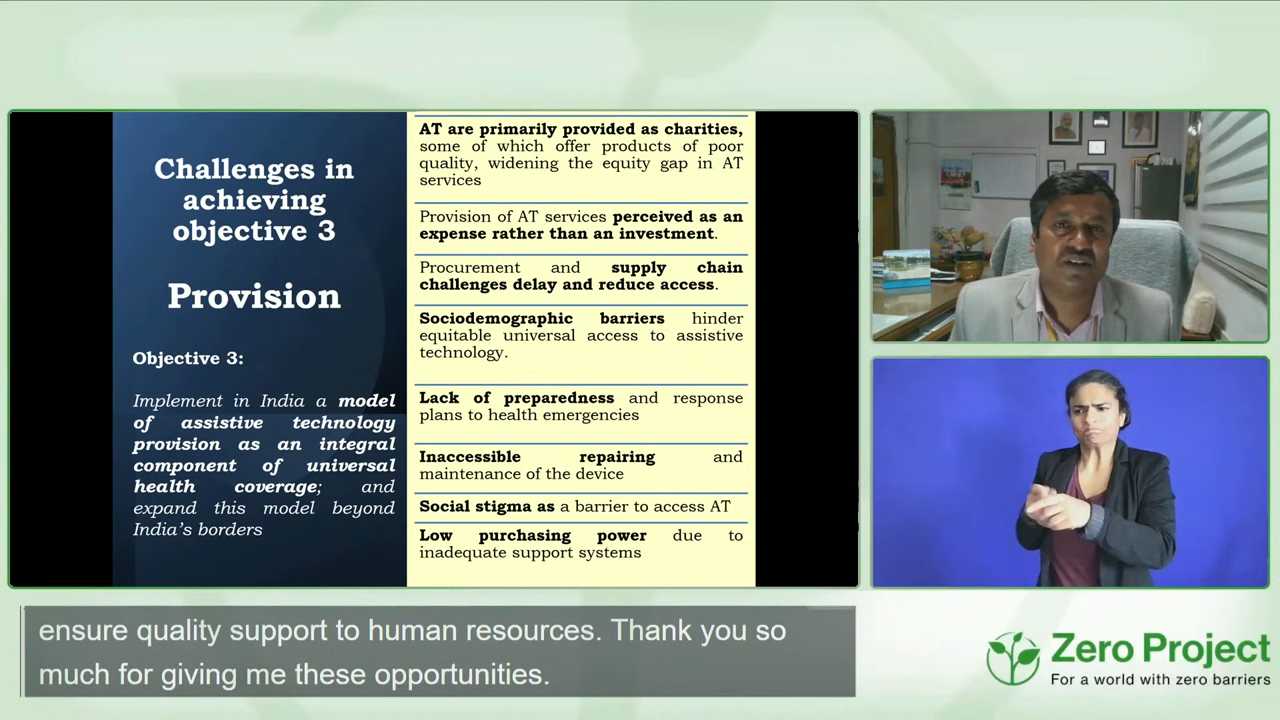 Challenges in
achieving
objective 3
Provision
Objective 3:
Implement in India a model
of assistive technology
provision as an integral
component of universal
health coverage; and
expand this model beyond
India's borders
AT are primarily provided as charities,
some of which offer products of poor
quality, widening the equity gap in AT
services
Provision of AT services perceived as an
expense rather than an investment.
Procurement and supply chain
challenges delay and reduce access.
Sociodemographic barriers hinder
equitable universal access to assistive
technology.
Lack of preparedness and response
plans to health emergencies
Inaccessible repairing and
maintenance of the device
Social stigma as a barrier to access AT
Low purchasing power due to
inadequate support systems
ensure quality support to human resources. Thank you so
much for giving me these opportunities.
Zero Project
For a world with zero barriers